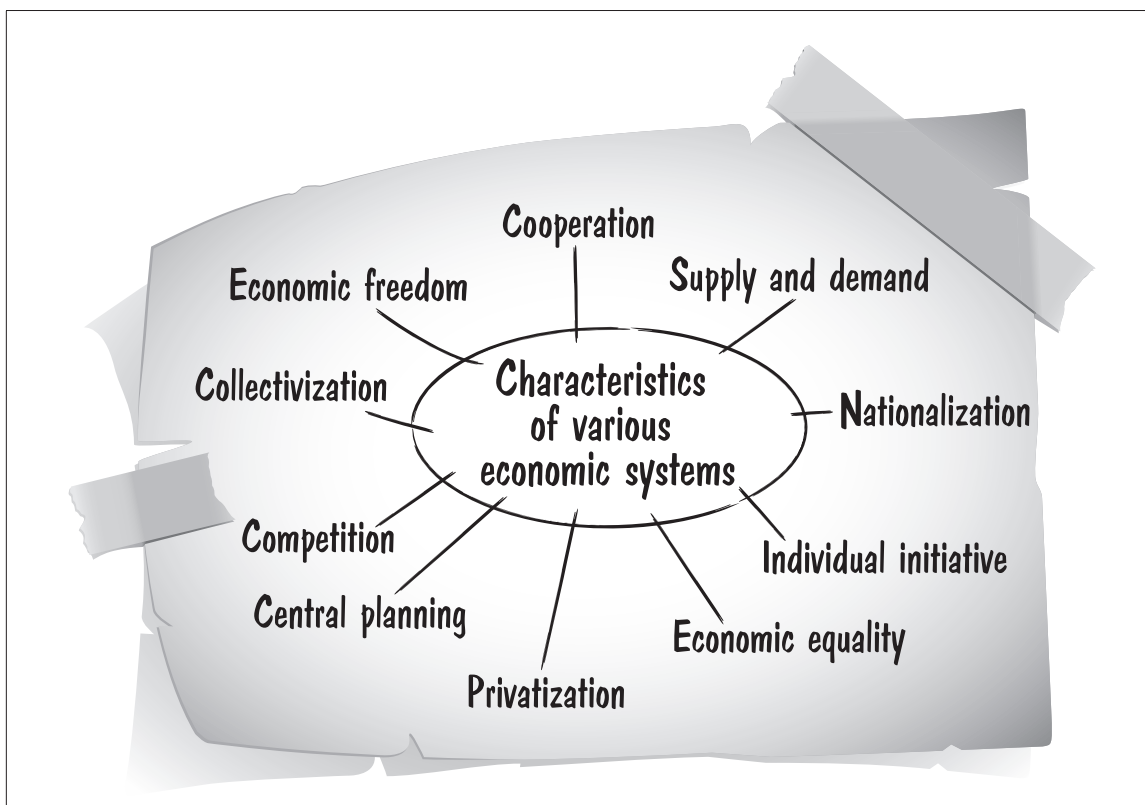 Cooperation
Supply and demand
Economic freedom
Characteristics
of various
economic systems
Collectivization
Nationalization
Competition
Individual initiative
Central planning
Economic equality
Privatization